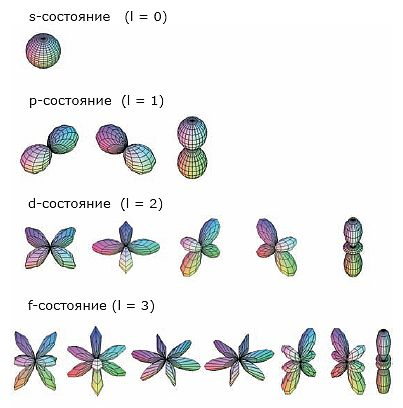 s-состояние (l = 0)
p-состояние (l = 1)
d-состояние (l = 2)
f-состояние (l = 3)